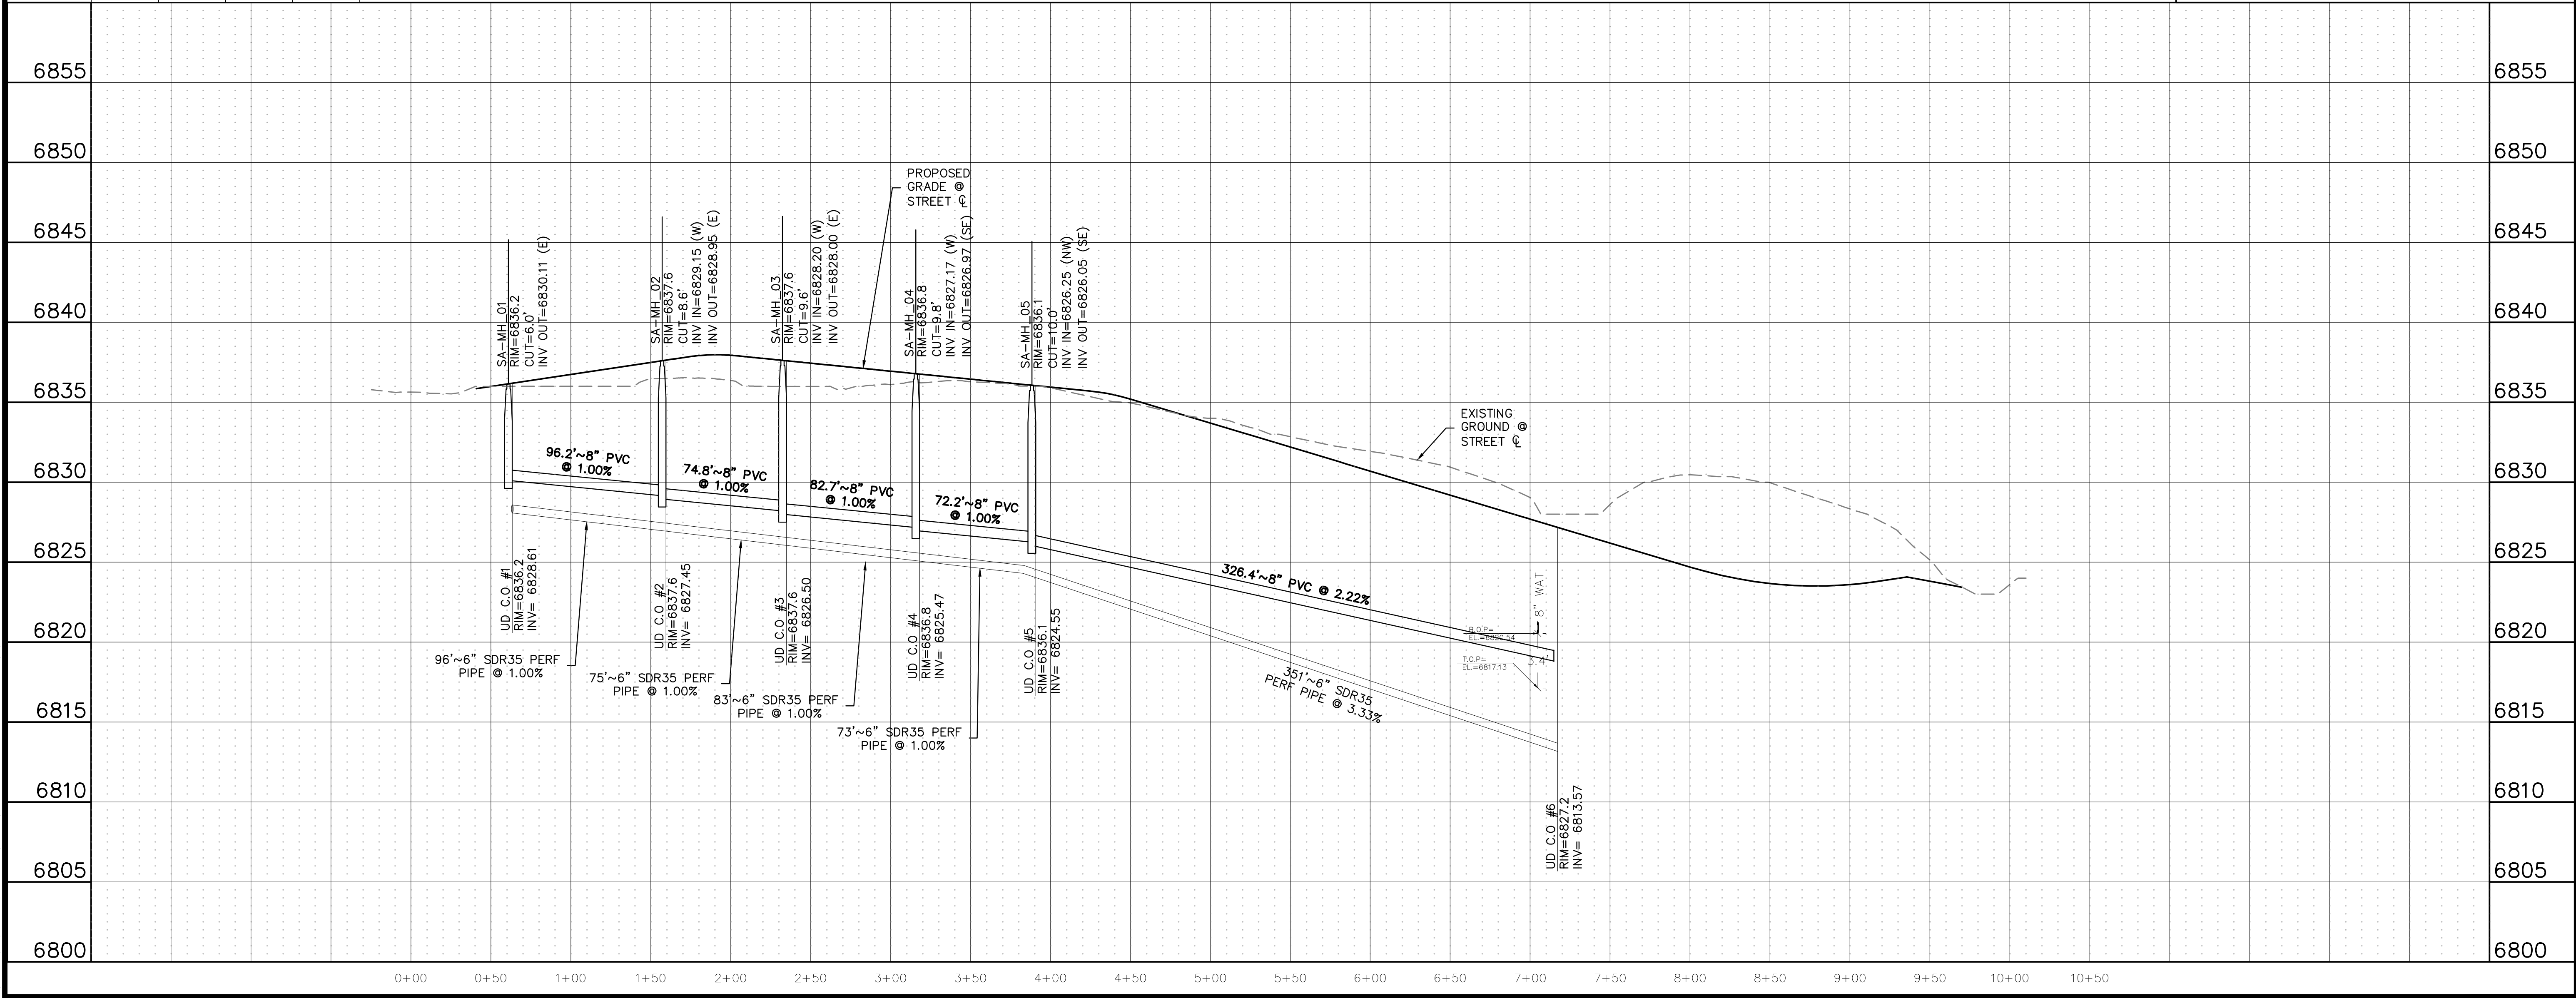 6855
6850
6845
6840
6835
6830
6825
6820
6815
6810
6805
6800
PROPOSED
GRADE @
STREET ℄
SA-MH_01
RIM=6836.2
CUT=6.0'
INV OUT=6830.11 (E)
SA-MH_02
RIM=6837.6
CUT=8.6'
INV IN=6829.15 (W)
INV OUT=6828.95 (E)
SA-MH_03
RIM=6837.6
CUT=9.6'
INV IN=6828.20 (W)
INV OUT=6828.00 (E)
SA-MH_04
RIM=6836.8
CUT=9.8'
INV IN=6827.17 (W)
INV OUT=6826.97 (SE)
SA-MH_05
RIM=6836.1
CUT=10.0'
INV IN=6826.25 (NW)
INV OUT=6826.05 (SE)
EXISTING
GROUND @
STREET ℄
96.2'~8" PVC
@ 1.00%
74.8'~8" PVC
@ 1.00%
82.7'~8" PVC
@ 1.00%
72.2'~8" PVC
@ 1.00%
326.4'~8" PVC @ 2.22%
UD C.O #1
RIM=6836.2
INV= 6828.61
UD C.O #2
RIM=6837.6
INV= 6827.45
UD C.O #3
RIM=6837.6
INV= 6826.50
UD C.O #4
RIM=6836.8
INV= 6825.47
UD C.O #5
RIM=6836.1
INV= 6824.55
8" WAT
B.O.P=
EL.=6820.54
3.4'
T.O.P=
EL.=6817.13
96'~6" SDR35 PERF
PIPE @ 1.00%
75'~6" SDR35 PERF
PIPE @ 1.00%
83'~6" SDR35 PERF
PIPE @ 1.00%
73'~6" SDR35 PERF
PIPE @ 1.00%
351'~6" SDR35
PERF PIPE @ 3.33%
UD C.O #6
RIM=6827.2
INV= 6813.57
6855
6850
6845
6840
6835
6830
6825
6820
6815
6810
6805
6800
0+00 0+50 1+00 1+50 2+00 2+50 3+00 3+50 4+00 4+50 5+00 5+50 6+00 6+50 7+00 7+50 8+00 8+50 9+00 9+50 10+00 10+50